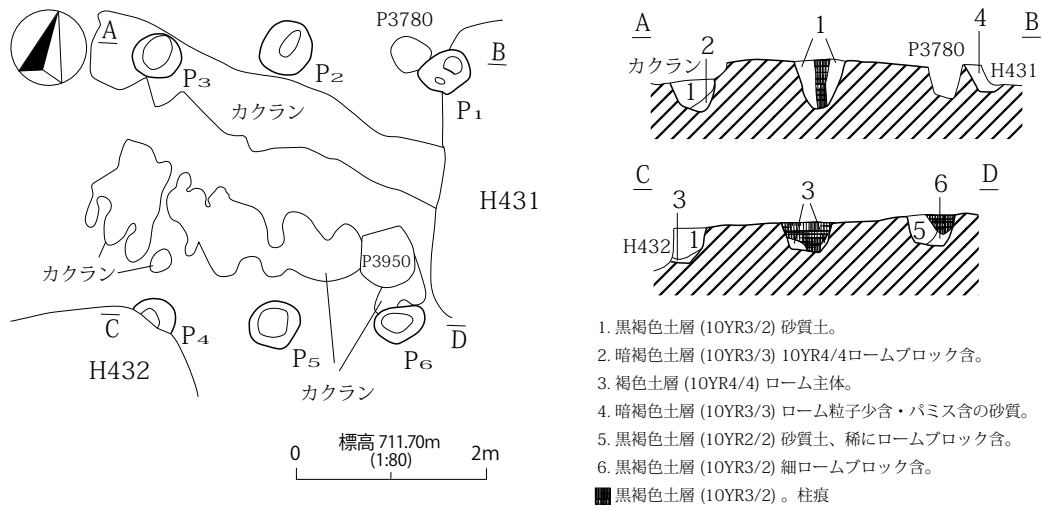 A
P3
P2
P3780
B
P1
カクラン
H431
カクラン
P3950
C
P4
P5
P6
D
H432
カクラン
標高 711.70m
(1:80)
0
2m
A
カクラン
2
1
1
P3780
4
B
H431
C
3
H432
1
3
5
6
D
1. 黒褐色土層 (10YR3/2) 砂質土。
2. 暗褐色土層 (10YR3/3) 10YR4/4ロームブロック含。
3. 褐色土層 (10YR4/4) ローム主体。
4. 暗褐色土層 (10YR3/3) ローム粒子少含・パミス含の砂質。
5. 黒褐色土層 (10YR2/2) 砂質土、稀にロームブロック含。
6. 黒褐色土層 (10YR3/2) 細ロームブロック含。
黒褐色土層 (10YR3/2) 。柱痕